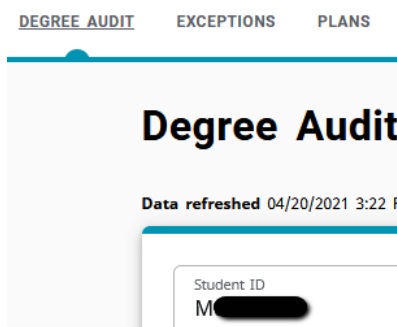 DEGREE AUDIT EXCEPTIONS PLANS
Degree Audit
Data refreshed 04/20/2021 3:22
Student ID
M